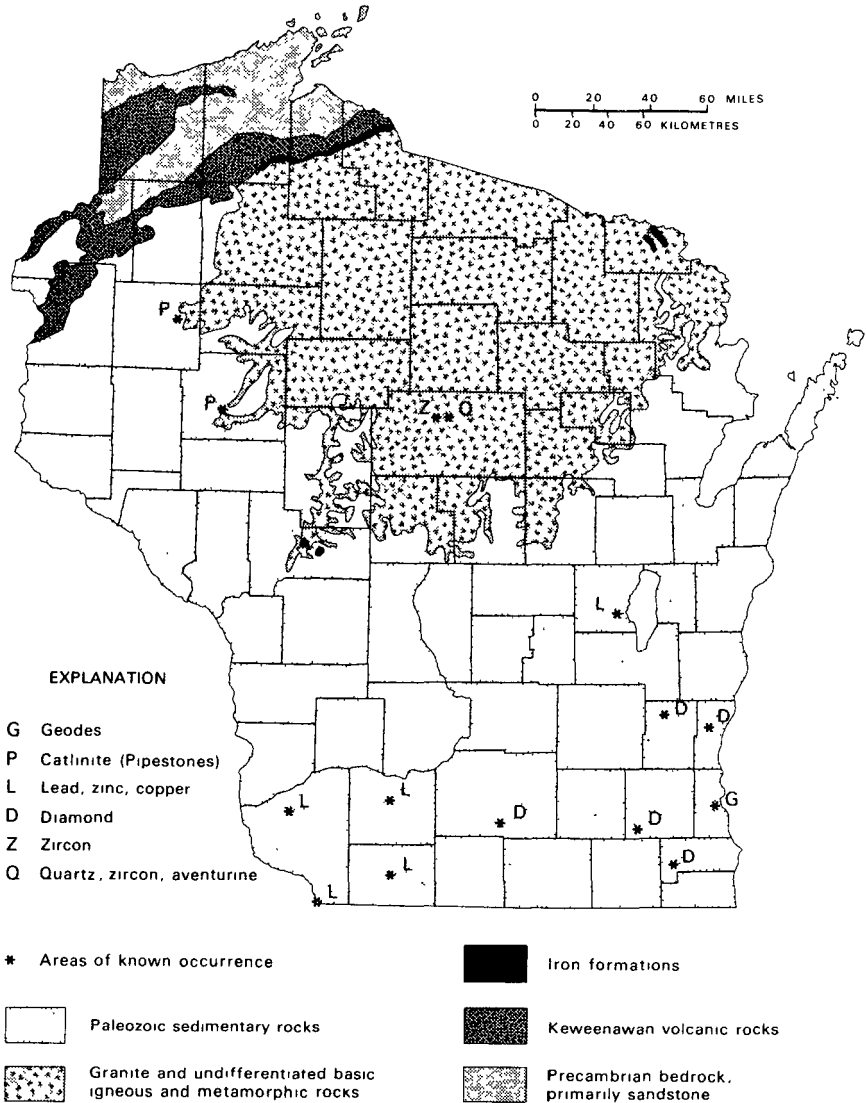 0 20 40 60 MILES
0 20 40 60 KILOMETRES
P
P
Z Q
L
D
D
L
L
D
D
G
L
D
L
EXPLANATION
G Geodes
P Catlinite (Pipestones)
L Lead, zinc, copper
D Diamond
Z Zircon
Q Quartz, zircon, aventurine
* Areas of known occurrence
Paleozoic sedimentary rocks
Granite and undifferentiated basic
igneous and metamorphic rocks
Iron formations
Keweenawan volcanic rocks
Precambrian bedrock,
primarily sandstone